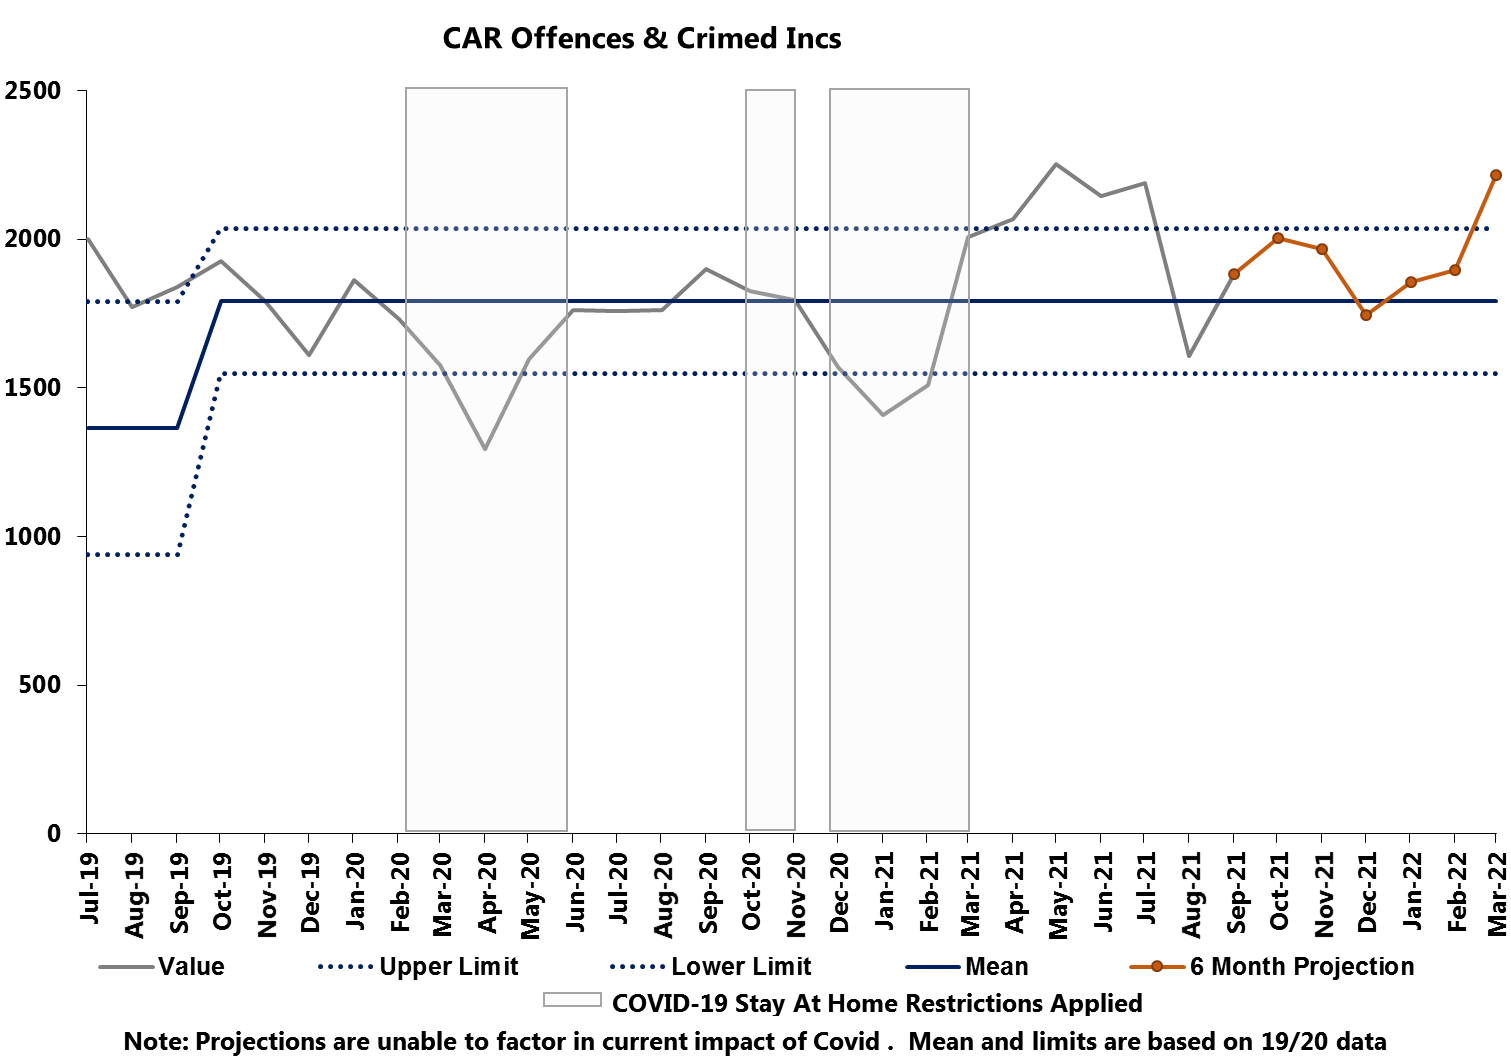 CAR Offences & Crimed Incs
2500
2000
1500
1000
500
0
Jul-19
Aug-19
Sep-19
Oct-19
Nov-19
Dec-19
Jan-20
Feb-20
Mar-20
Apr-20
May-20
Jun-20
Jul-20
Aug-20
Sep-20
Oct-20
Nov-20
Dec-20
Jan-21
Feb-21
Mar-21
Apr-21
May-21
Jun-21
Jul-21
Aug-21
Sep-21
Oct-21
Nov-21
Dec-21
Jan-22
Feb-22
Mar-22
Value Upper Limit Lower Limit Mean 6 Month Projection
COVID-19 Stay At Home Restrictions Applied
Note: Projections are unable to factor in current impact of Covid . Mean and limits are based on 19/20 data